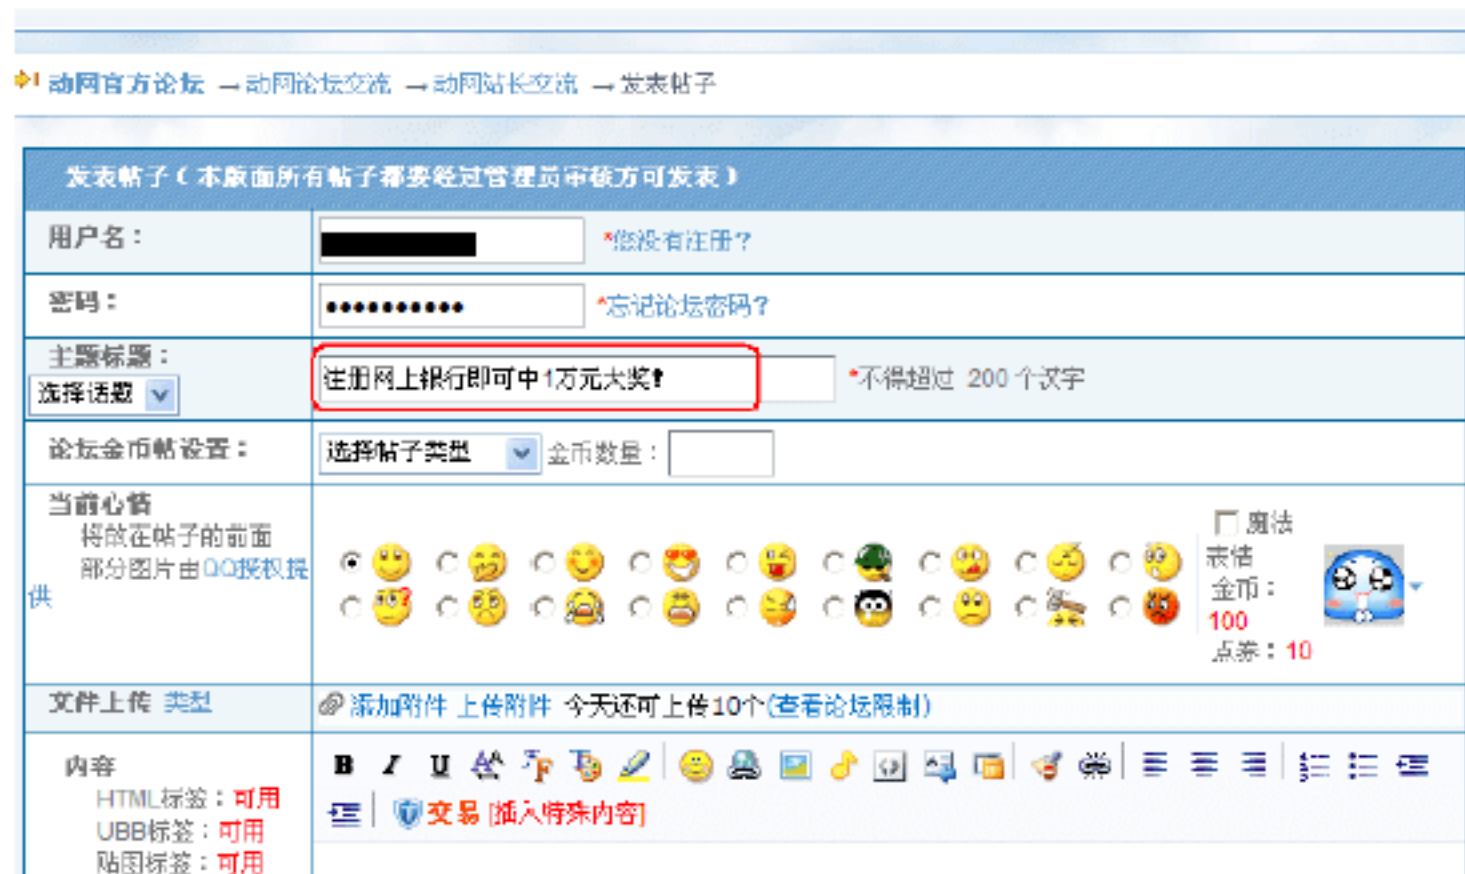 动网官方论坛 →动网论坛交流 →动网站长交流 →发表帖子
发表帖子(本版面所有帖子都要经过管理员审核方可发表)
用户名:
*您没有注册?
密码:
●●●●●●●●●●
*忘记论坛密码?
主题标题:
选择话题
注册网上银行即可中1万元大奖!
*不得超过 200 个汉字
论坛金币帖设置:
选择帖子类型
金币数量:
当前心情
将放在帖子的前面
部分图片由QQ授权提
供
魔法
表情
金币:
100
点券:10
文件上传 类型
添加附件 上传附件 今天还可上传10个(查看论坛限制)
内容
HTML标签:可用
UBB标签:可用
贴图标签:可用
B I U
交易 [插入特殊内容]